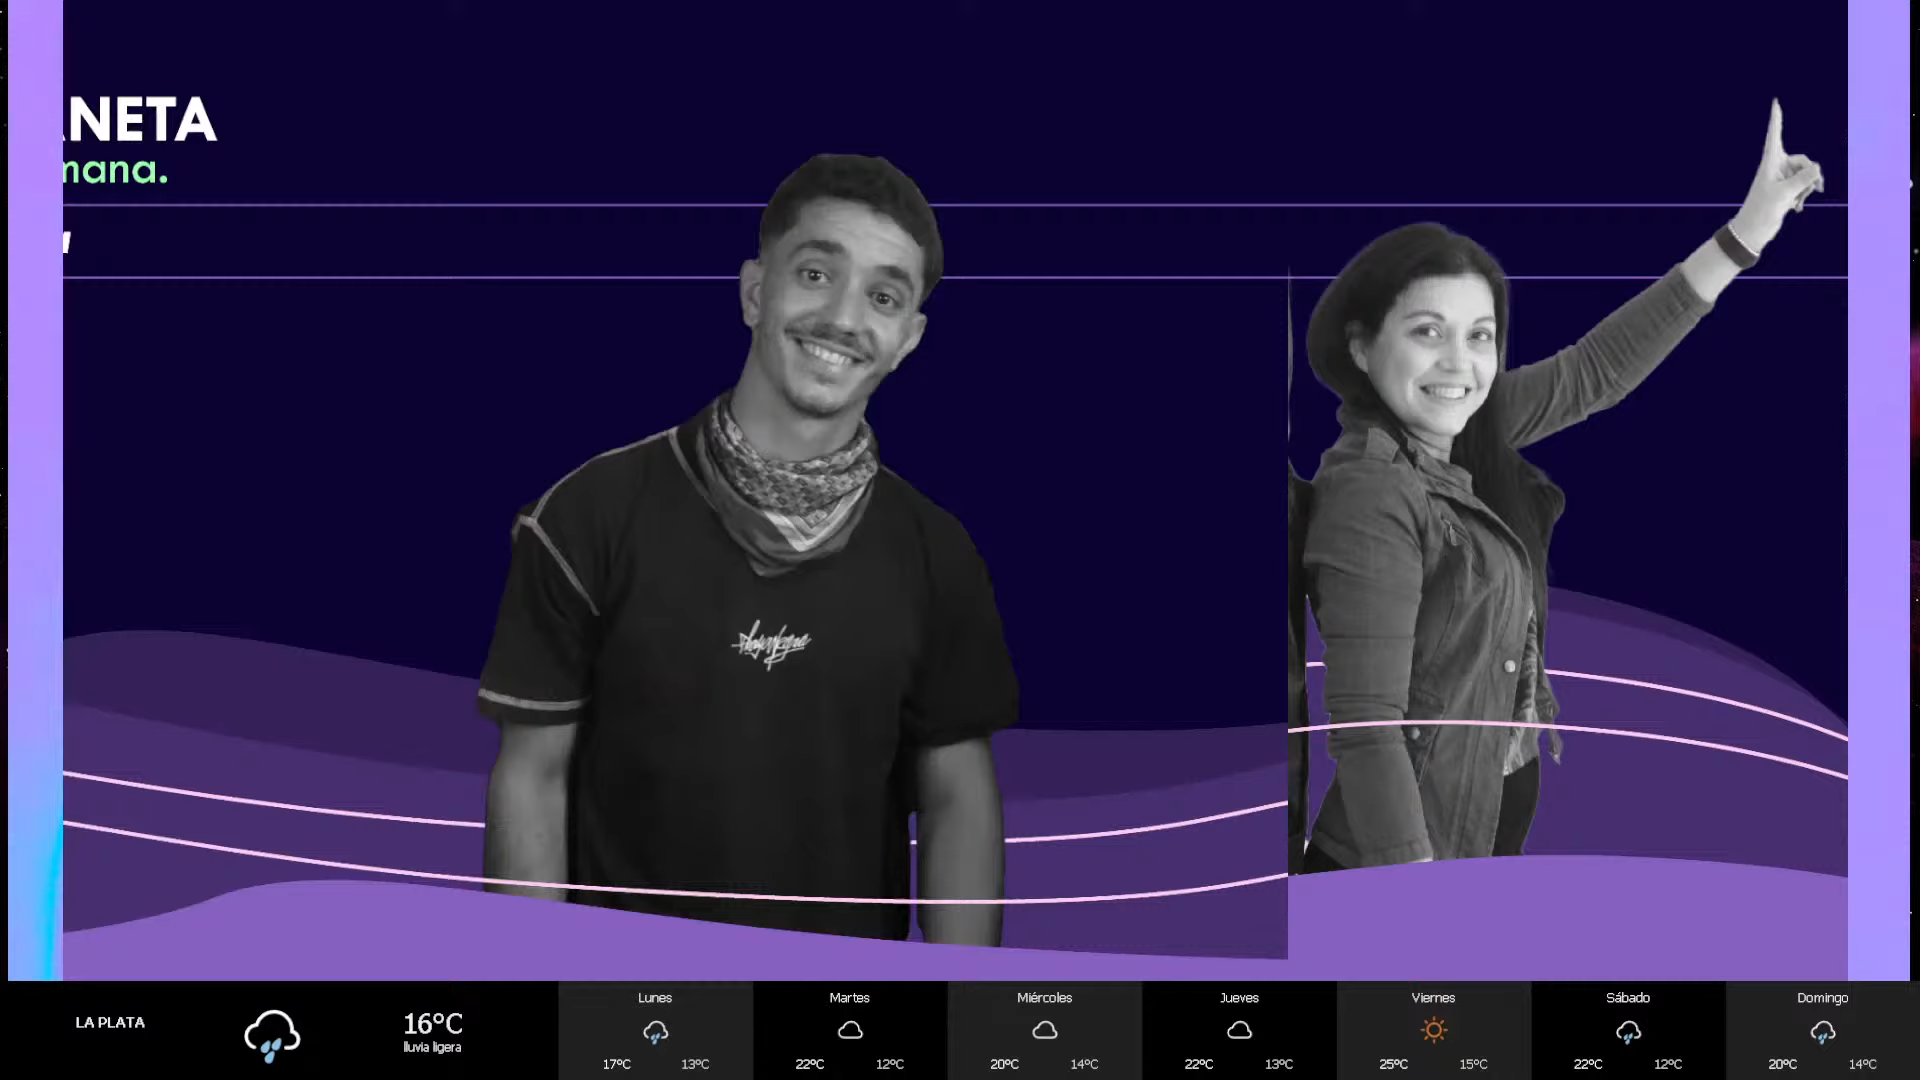 NETA
mana.
LA PLATA
16°C
lluvia ligera
Lunes
17°C 13°C
Martes
22°C 12°C
Miércoles
20°C 14°C
Jueves
22°C 13°C
Viernes
25°C 15°C
Sábado
22°C 12°C
Domingo
20°C 14°C